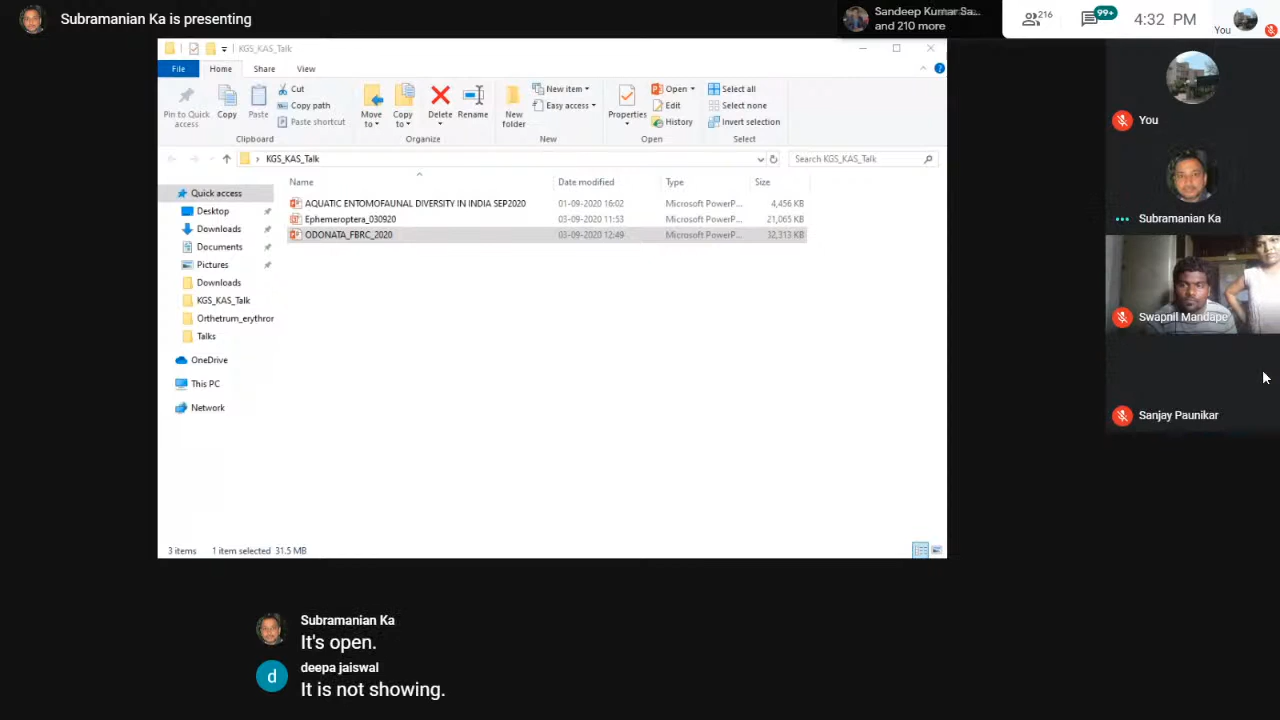 Subramanian Ka is presenting
Sandeep Kumar Sa...
and 210 more
216
99+
4:32 PM
You
KGS_KAS_Talk
File Home Share View
Pin to Quick access
Copy
Paste
Cut
Copy path
Paste shortcut
Clipboard
Move to
Copy to
Delete
Rename
Organize
New folder
New item
Easy access
New
Properties
Open
Edit
History
Open
Select all
Select none
Invert selection
Select
KGS_KAS_Talk
Search KGS_KAS_Talk
Name Date modified Type Size
AQUATIC ENTOMOFAUNAL DIVERSITY IN INDIA SEP2020 01-09-2020 16:02 Microsoft PowerP... 4,456 KB
Ephemeroptera_030920 03-09-2020 11:53 Microsoft PowerP... 21,065 KB
ODONATA_FBRC_2020 03-09-2020 12:49 Microsoft PowerP... 32,313 KB
Quick access
Desktop
Downloads
Documents
Pictures
Downloads
KGS_KAS_Talk
Orthetrum_erythror
Talks
OneDrive
This PC
Network
3 items 1 item selected 31.5 MB
You
Subramanian Ka
Swapnil Mandape
Sanjay Paunikar
Subramanian Ka
It's open.
d
deepa jaiswal
It is not showing.